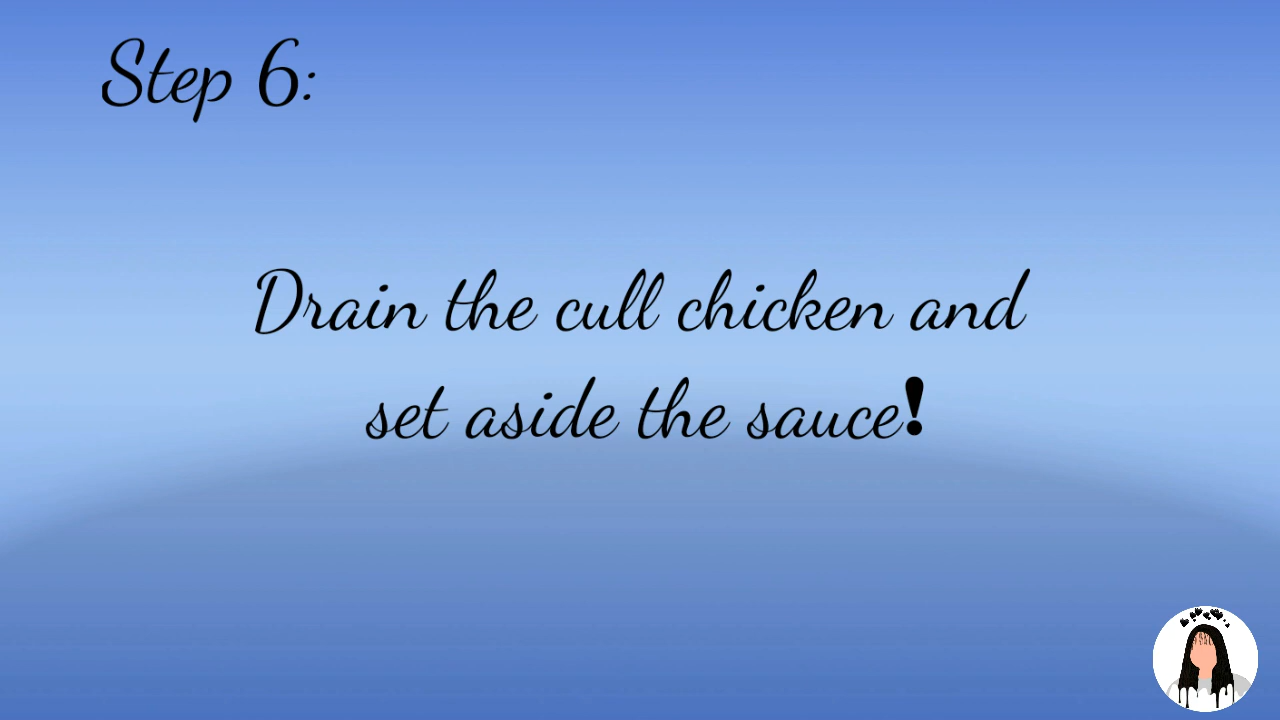 Step 6:
Drain the cull chicken and
set aside the sauce!